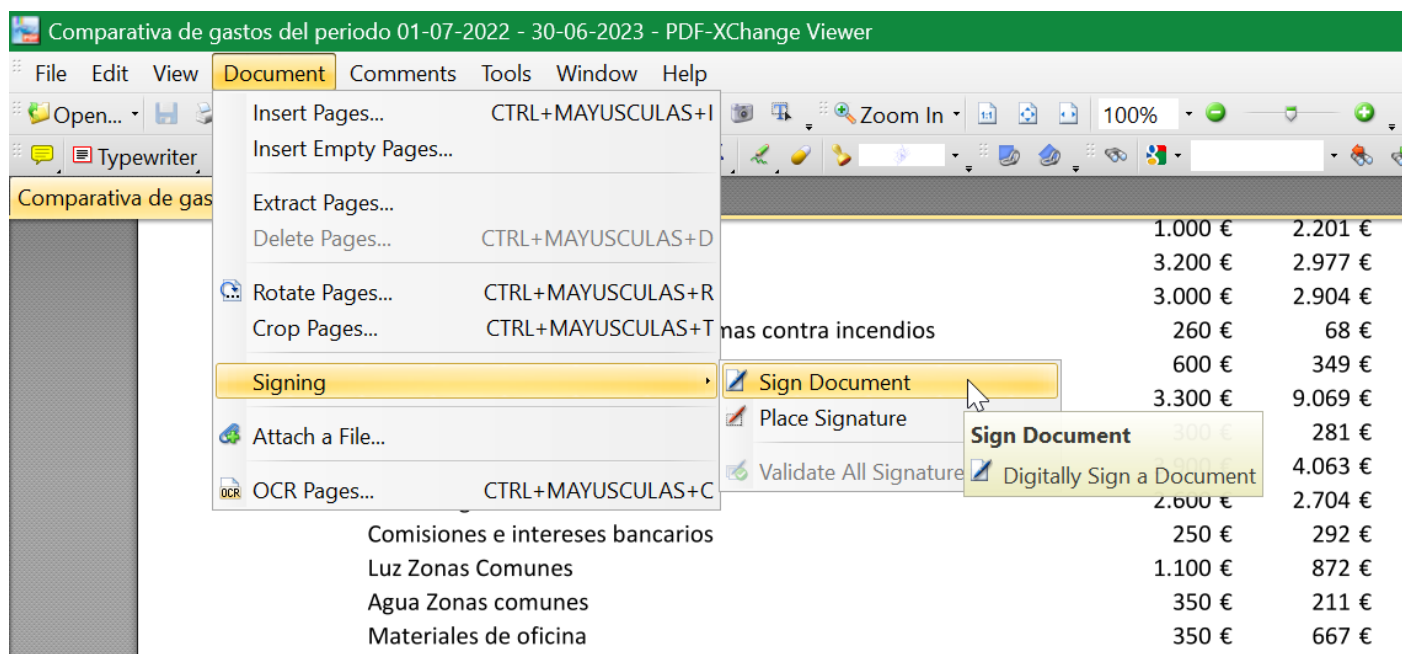 Comparativa de gastos del periodo 01-07-2022 - 30-06-2023 - PDF-XChange Viewer
File Edit View Document Comments Tools Window Help
Open... Zoom In 1:1 100%
Typewriter
Comparativa de gas
Insert Pages... CTRL+MAYUSCULAS+I
Insert Empty Pages...
Extract Pages...
Delete Pages... CTRL+MAYUSCULAS+D
Rotate Pages... CTRL+MAYUSCULAS+R
Crop Pages... CTRL+MAYUSCULAS+T
Signing
Attach a File...
OCR OCR Pages... CTRL+MAYUSCULAS+C
Sign Document
Place Signature
Validate All Signature
Sign Document
Digitally Sign a Document
1.000 € 2.201 €
3.200 € 2.977 €
3.000 € 2.904 €
mas contra incendios 260 € 68 €
600 € 349 €
3.300 € 9.069 €
300 € 281 €
4.063 €
2.600 € 2.704 €
Comisiones e intereses bancarios 250 € 292 €
Luz Zonas Comunes 1.100 € 872 €
Agua Zonas comunes 350 € 211 €
Materiales de oficina 350 € 667 €